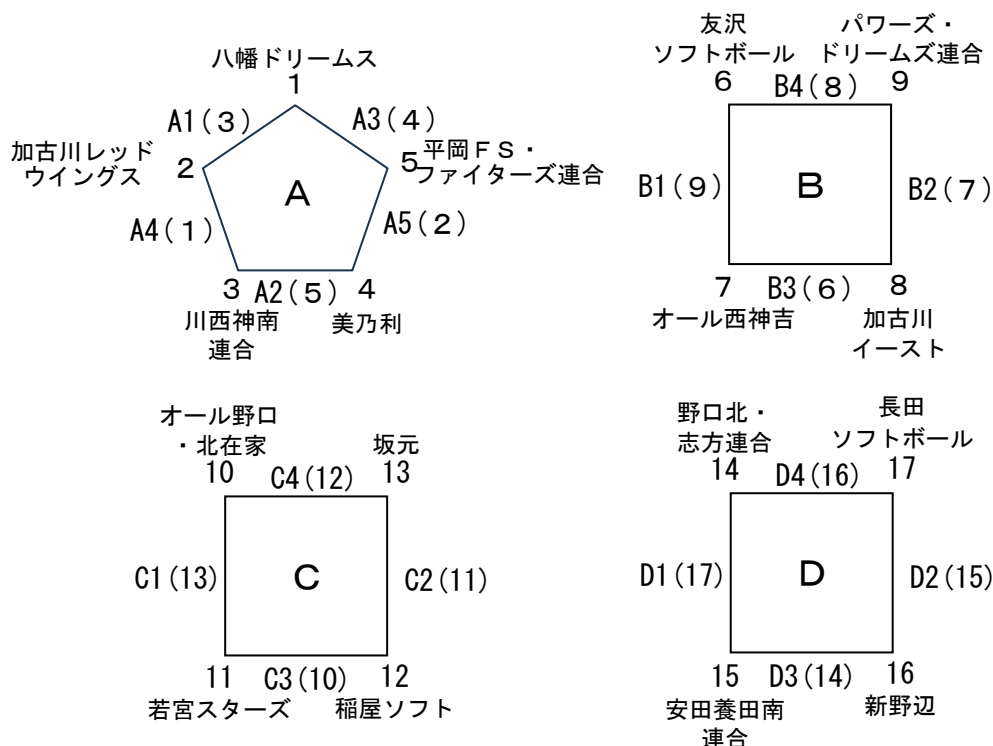 八幡ドリームス
1
A1(３)
A3(４)
加古川レッド
ウイングス
2
5
平岡ＦＳ・
ファイターズ連合
A
A4(１)
A5(２)
3
A2(５)
4
川西神南
連合
美乃利
友沢
ソフトボール
パワーズ・
ドリームズ連合
6
B4(８)
9
B1(９)
B
B2(７)
7
B3(６)
8
オール西神吉
加古川
イースト
オール野口
・北在家
坂元
10
C4(12)
13
C1(13)
C
C2(11)
11
C3(10)
12
若宮スターズ
稲屋ソフト
野口北・
志方連合
長田
ソフトボール
14
D4(16)
17
D1(17)
D
D2(15)
15
D3(14)
16
安田養田南
連合
新野辺